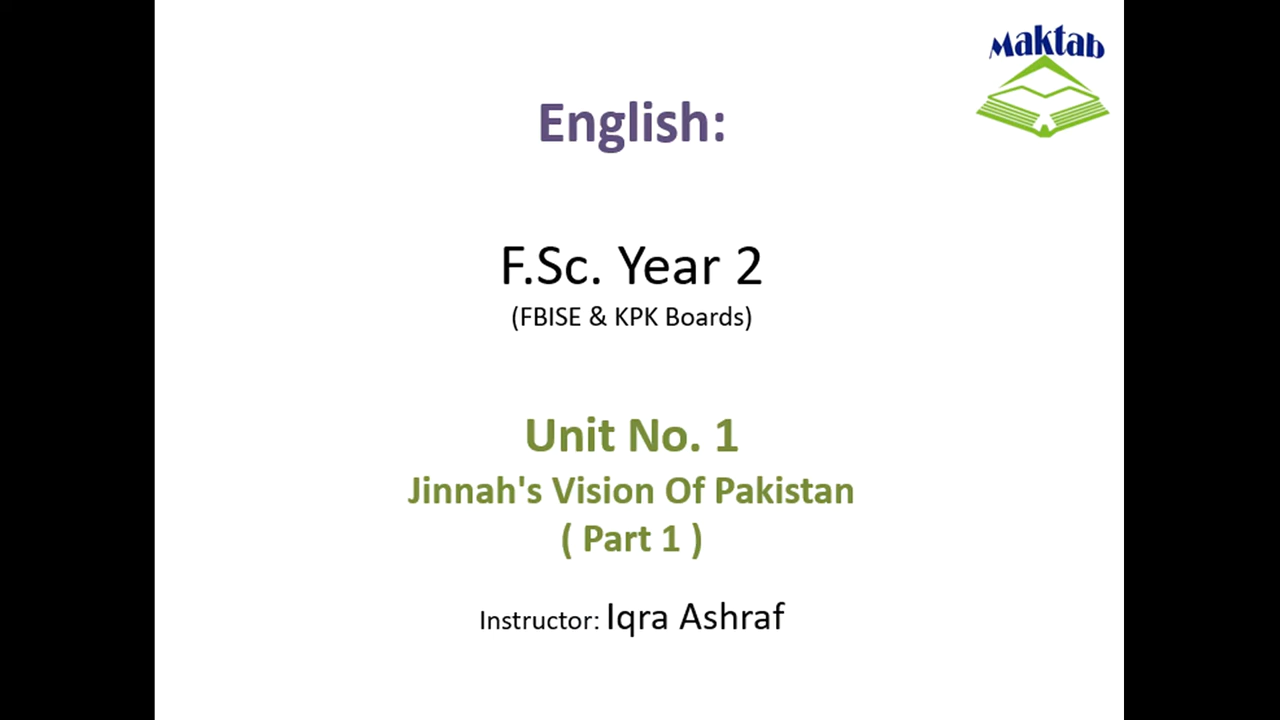 Maktab
English:
F.Sc. Year 2
(FBISE & KPK Boards)
Unit No. 1
Jinnah's Vision Of Pakistan
( Part 1 )
Instructor: Iqra Ashraf